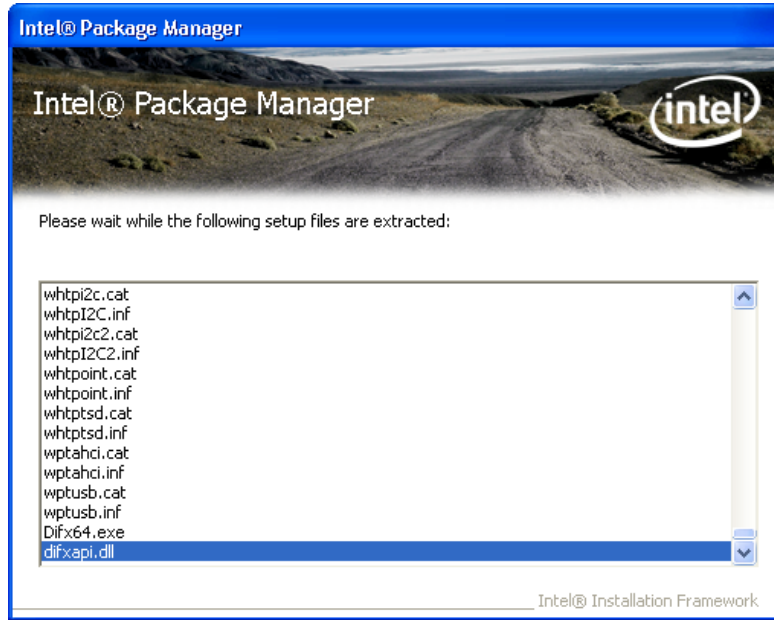 Intel® Package Manager
Intel® Package Manager
intel
Please wait while the following setup files are extracted:
whtpi2c.cat
whtpI2C.inf
whtpi2c2.cat
whtpI2C2.inf
whtpoint.cat
whtpoint.inf
whtptsd.cat
whtptsd.inf
wptahci.cat
wptahci.inf
wptusb.cat
wptusb.inf
Difx64.exe
difxapi.dll
Intel® Installation Framework